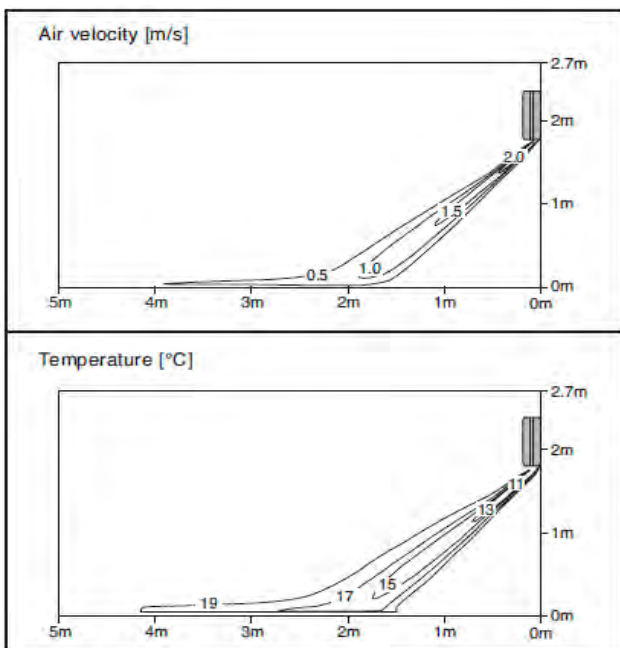 Air velocity [m/s]
2.7m
2m
2.0
1.5
1m
1.0
0.5
0m
5m 4m 3m 2m 1m 0m
Temperature [°C]
2.7m
2m
11
13
1m
15
17
19
0m
5m 4m 3m 2m 1m 0m